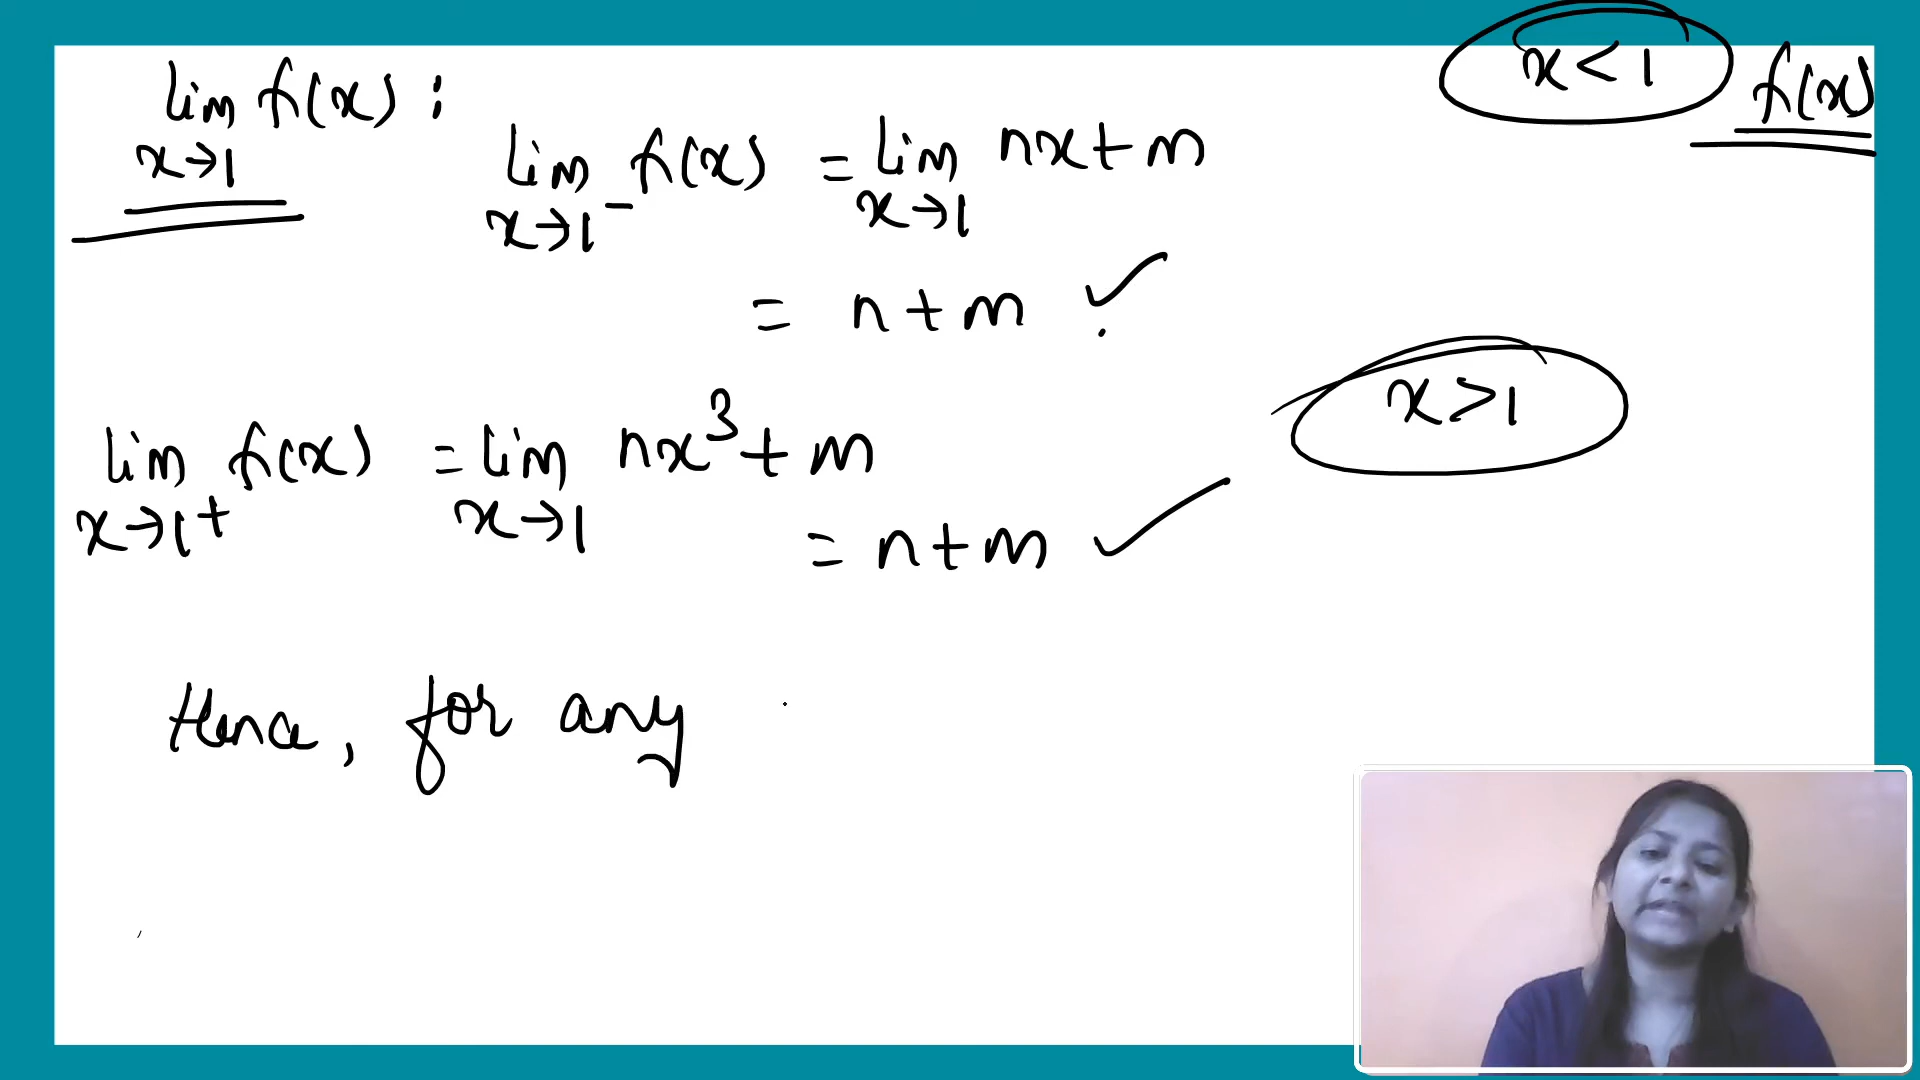 x<1 f(x)
lim f(x) :
x→1
lim f(x) = lim nx+m
x→1⁻ x→1
= n+m ✓
x>1
lim f(x) = lim nx³+m
x→1⁺ x→1
= n+m ✓
Hence, for any